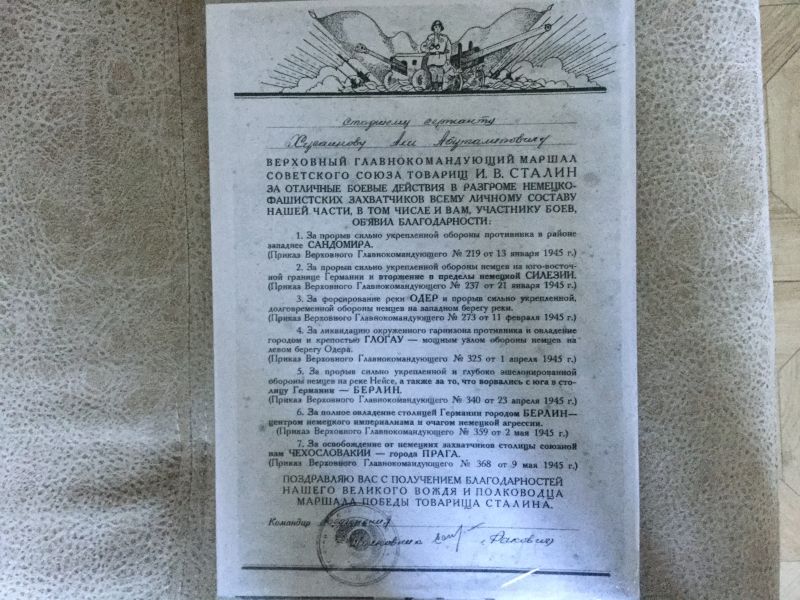 старшему сержанту
Хусаинову Али
ВЕРХОВНЫЙ ГЛАВНОКОМАНДУЮЩИЙ МАРШАЛ
СОВЕТСКОГО СОЮЗА ТОВАРИЩ И. В. СТАЛИН
ЗА ОТЛИЧНЫЕ БОЕВЫЕ ДЕЙСТВИЯ В РАЗГРОМЕ НЕМЕЦКО-
ФАШИСТСКИХ ЗАХВАТЧИКОВ ВСЕМУ ЛИЧНОМУ СОСТАВУ
НАШЕЙ ЧАСТИ, В ТОМ ЧИСЛЕ И ВАМ, УЧАСТНИКУ БОЕВ,
ОБ'ЯВИЛ БЛАГОДАРНОСТИ:
1. За прорыв сильно укрепленной обороны противника в районе
западнее САНДОМИРА.
(Приказ Верховного Главнокомандующего № 219 от 13 января 1945 г.)
2. За прорыв сильно укрепленной обороны немцев на юго-восточ-
ной границе Германии и вторжение в пределы немецкой СИЛЕЗИИ.
(Приказ Верховного Главнокомандующего № 237 от 21 января 1945 г.)
3. За форсирование реки ОДЕР и прорыв сильно укрепленной,
долговременной обороны немцев на западном берегу реки.
(Приказ Верховного Главнокомандующего № 273 от 11 февраля 1945 г.)
4. За ликвидацию окруженного гарнизона противника и овладение
городом и крепостью ГЛОГАУ — мощным узлом обороны немцев на
левом берегу Одера.
(Приказ Верховного Главнокомандующего № 325 от 1 апреля 1945 г.)
5. За прорыв сильно укрепленной и глубоко эшелонированной
обороны немцев на реке Нейсе, а также за то, что ворвались с юга в сто-
лицу Германии — БЕРЛИН.
(Приказ Верховного Главнокомандующего № 340 от 23 апреля 1945 г.)
6. За полное овладение столицей Германии городом БЕРЛИН—
центром немецкого империализма и очагом немецкой агрессии.
(Приказ Верховного Главнокомандующего № 359 от 2 мая 1945 г.)
7. За освобождение от немецких захватчиков столицы союзной
нам ЧЕХОСЛОВАКИИ — города ПРАГА.
(Приказ Верховного Главнокомандующего № 368 от 9 мая 1945 г.)
ПОЗДРАВЛЯЮ ВАС С ПОЛУЧЕНИЕМ БЛАГОДАРНОСТЕЙ
НАШЕГО ВЕЛИКОГО ВОЖДЯ И ПОЛКОВОДЦА
МАРШАЛА ПОБЕДЫ ТОВАРИЩА СТАЛИНА.
Командир
Полковник